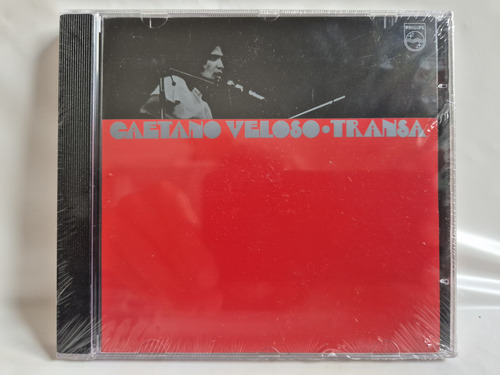 PHILIPS
CAETANO VELOSO • TRANSA